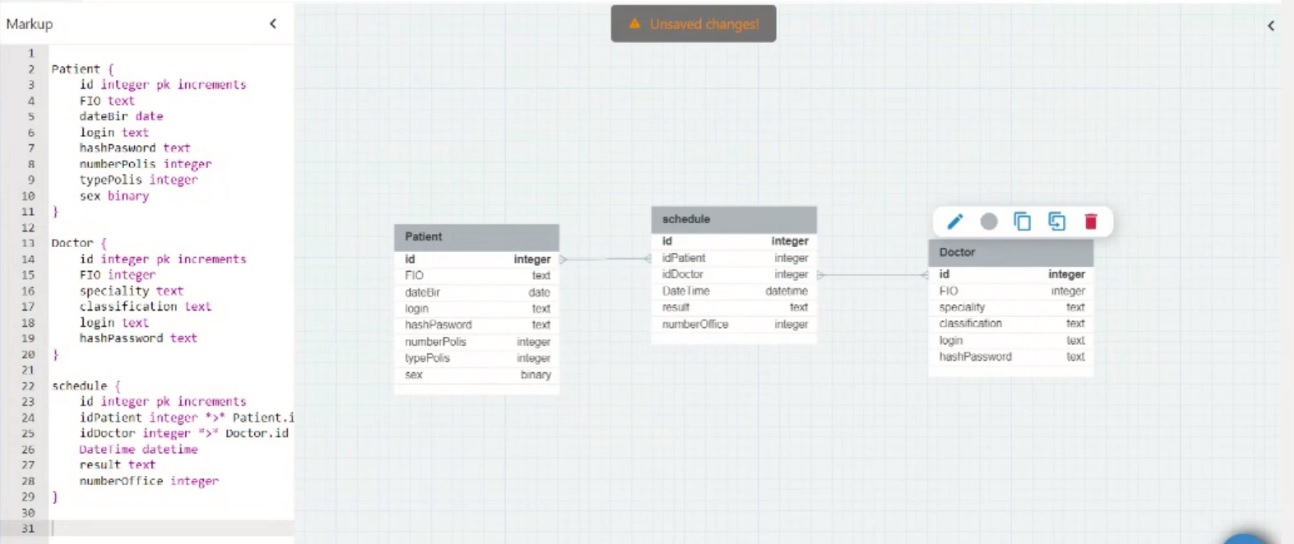 Markup
Unsaved changes!
1
2 Patient {
3 id integer pk increments
4 FIO text
5 dateBir date
6 login text
7 hashPasword text
8 numberPolis integer
9 typePolis integer
10 sex binary
11 }
12
13 Doctor {
14 id integer pk increments
15 FIO integer
16 speciality text
17 classification text
18 login text
19 hashPassword text
20 }
21
22 schedule {
23 id integer pk increments
24 idPatient integer *>* Patient.i
25 idDoctor integer *>* Doctor.id
26 DateTime datetime
27 result text
28 numberOffice integer
29 }
30
31
Patient
id integer
FIO text
dateBir date
login text
hashPasword text
numberPolis integer
typePolis integer
sex binary
schedule
id integer
idPatient integer
idDoctor integer
DateTime datetime
result text
numberOffice integer
Doctor
id integer
FIO integer
speciality text
classification text
login text
hashPassword text